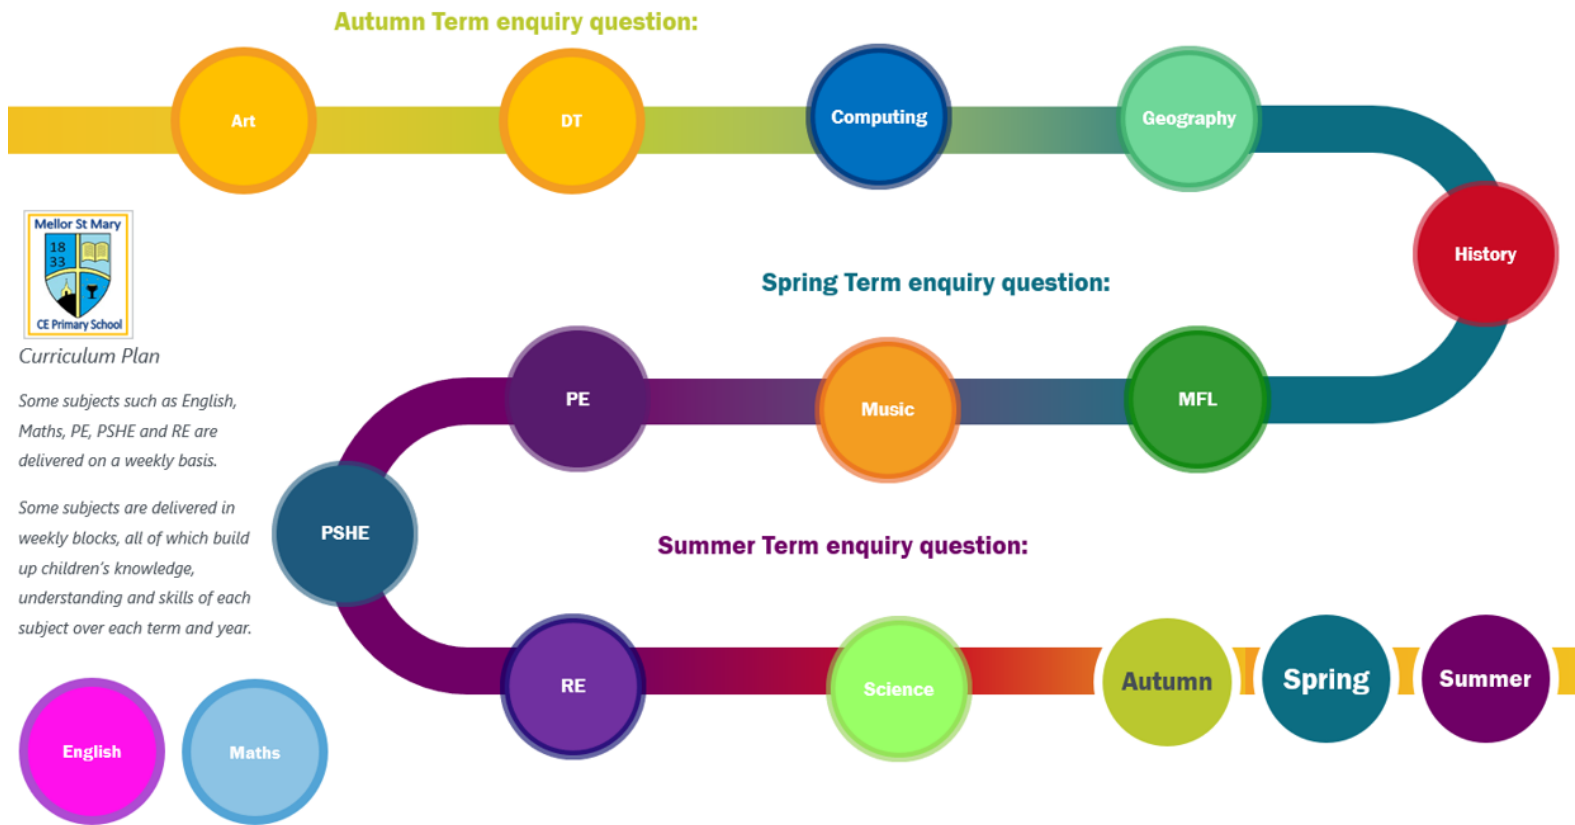 Autumn Term enquiry question:
Art
DT
Computing
Geography
History
Mellor St Mary
18
33
CE Primary School
Curriculum Plan
Some subjects such as English,
Maths, PE, PSHE and RE are
delivered on a weekly basis.
Some subjects are delivered in
weekly blocks, all of which build
up children's knowledge,
understanding and skills of each
subject over each term and year.
Spring Term enquiry question:
PE
Music
MFL
PSHE
Summer Term enquiry question:
RE
Science
Autumn
Spring
Summer
English
Maths